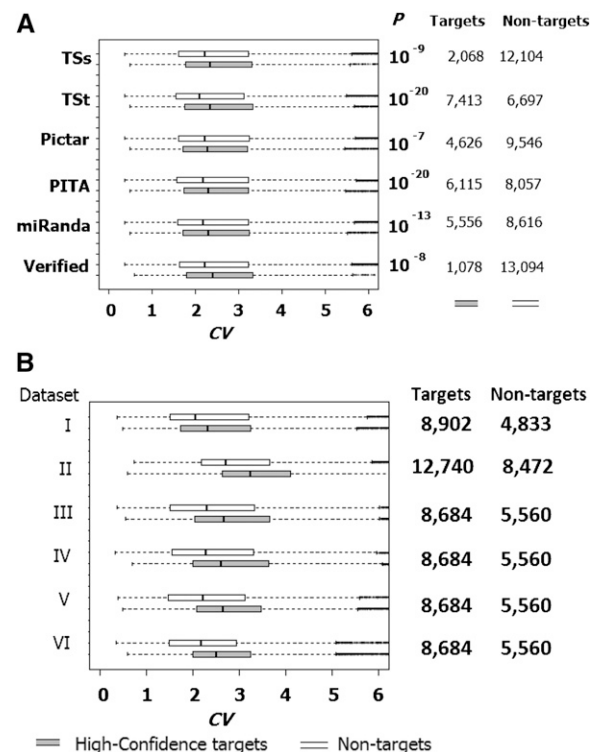 A
P Targets Non-targets
TSs 10⁻⁹ 2,068 12,104
TSt 10⁻²⁰ 7,413 6,697
Pictar 10⁻⁷ 4,626 9,546
PITA 10⁻²⁰ 6,115 8,057
miRanda 10⁻¹³ 5,556 8,616
Verified 10⁻⁸ 1,078 13,094
0 1 2 3 4 5 6
CV
B
Dataset Targets Non-targets
I 8,902 4,833
II 12,740 8,472
III 8,684 5,560
IV 8,684 5,560
V 8,684 5,560
VI 8,684 5,560
0 1 2 3 4 5 6
CV
High-Confidence targets Non-targets